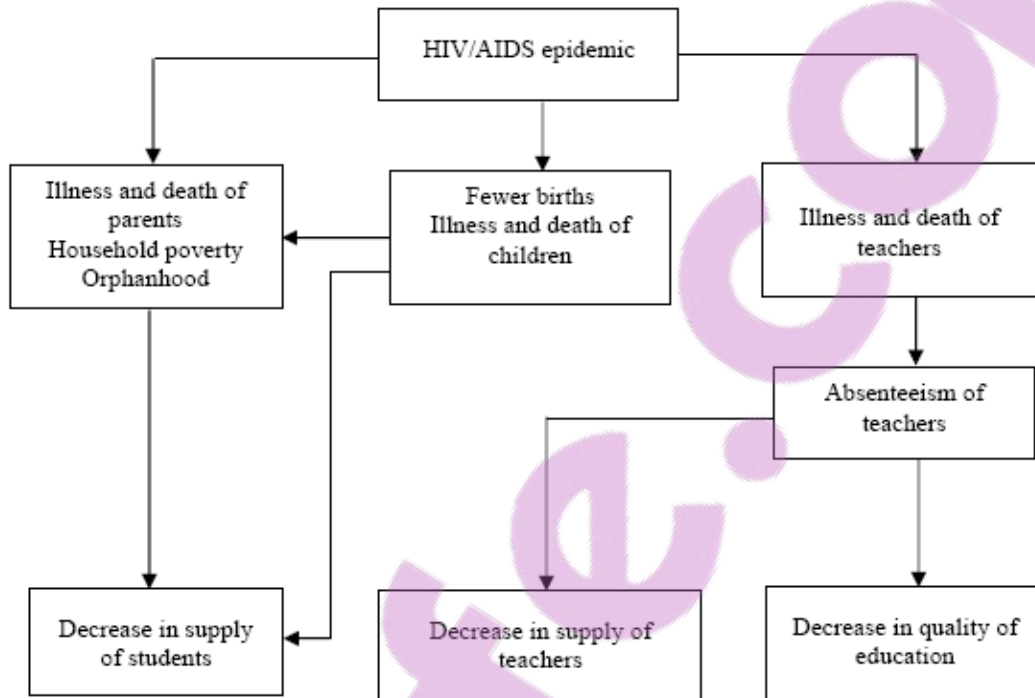 HIV/AIDS epidemic
Illness and death of
parents
Household poverty
Orphanhood
Fewer births
Illness and death of
children
Illness and death of
teachers
Absenteeism of
teachers
Decrease in supply
of students
Decrease in supply of
teachers
Decrease in quality of
education